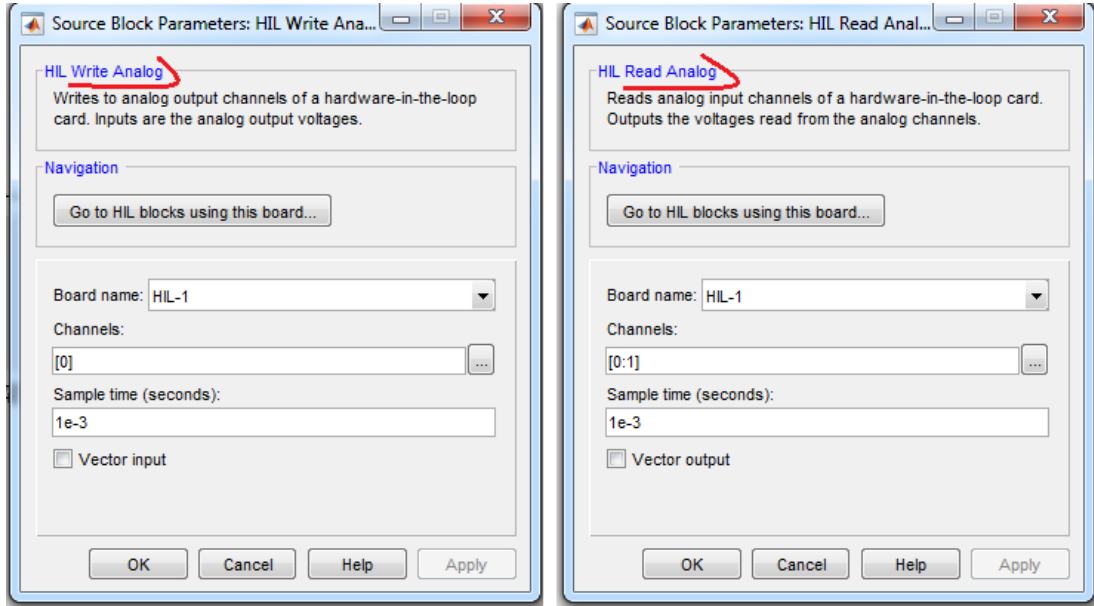 Source Block Parameters: HIL Write Ana...
HIL Write Analog
Writes to analog output channels of a hardware-in-the-loop
card. Inputs are the analog output voltages.
Navigation
Go to HIL blocks using this board...
Board name: HIL-1
Channels:
[0]
...
Sample time (seconds):
1e-3
Vector input
OK Cancel Help Apply
Source Block Parameters: HIL Read Anal...
HIL Read Analog
Reads analog input channels of a hardware-in-the-loop card.
Outputs the voltages read from the analog channels.
Navigation
Go to HIL blocks using this board...
Board name: HIL-1
Channels:
[0:1]
...
Sample time (seconds):
1e-3
Vector output
OK Cancel Help Apply